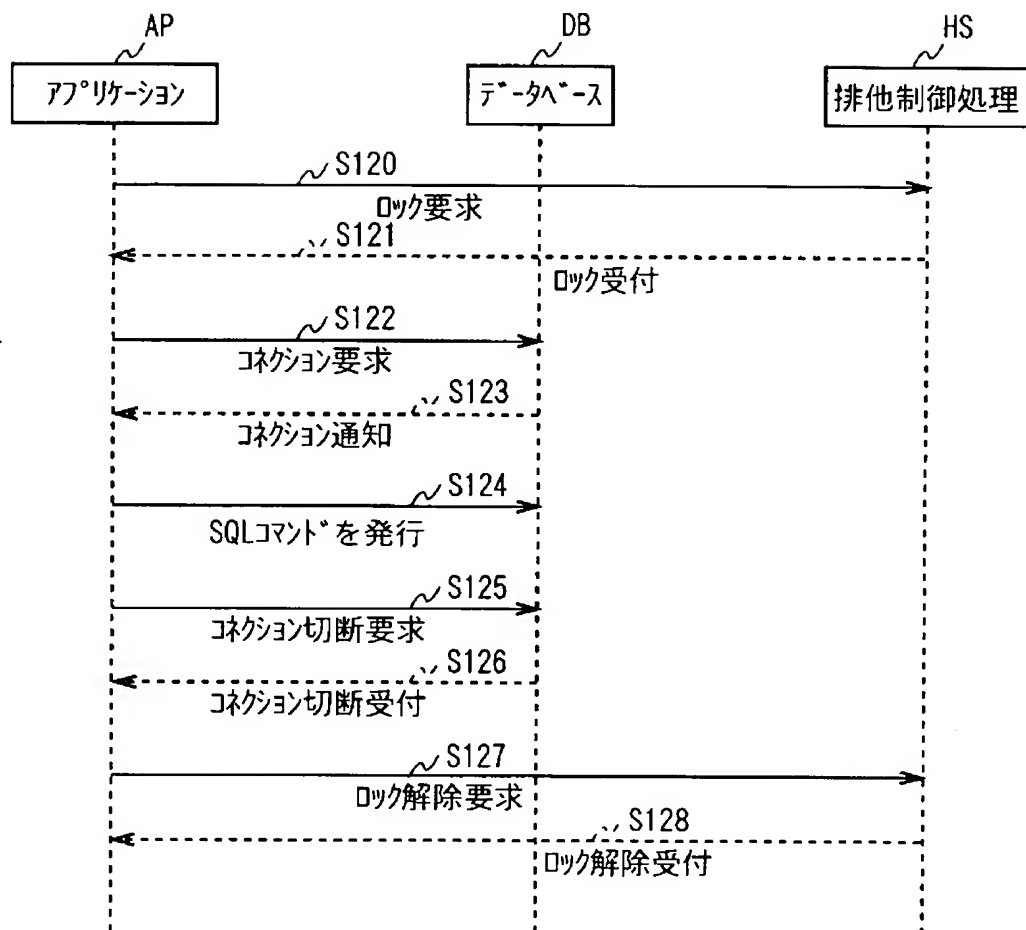 AP
DB
HS
ｱﾌﾟﾘｹｰｼｮﾝ
ﾃﾞｰﾀﾍﾞｰｽ
排他制御処理
S120
ﾛｯｸ要求
S121
ﾛｯｸ受付
S122
ｺﾈｸｼｮﾝ要求
S123
ｺﾈｸｼｮﾝ通知
S124
SQLｺﾏﾝﾄﾞを発行
S125
ｺﾈｸｼｮﾝ切断要求
S126
ｺﾈｸｼｮﾝ切断受付
S127
ﾛｯｸ解除要求
S128
ﾛｯｸ解除受付